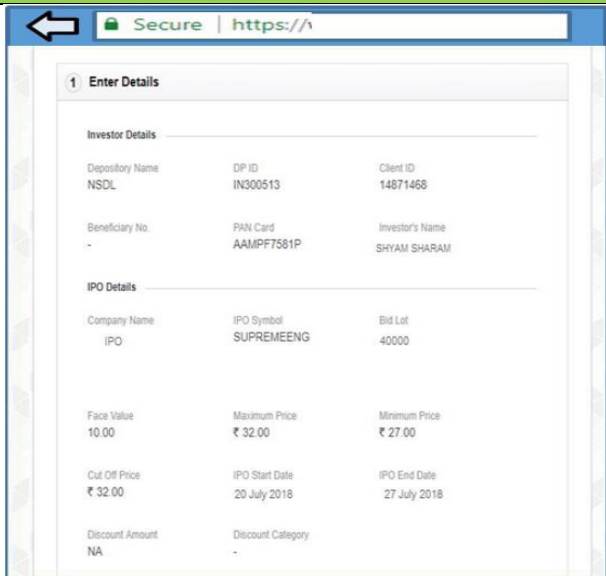 Secure | https://
1 Enter Details
Investor Details
Depository Name DP ID Client ID
NSDL IN300513 14871468
Beneficiary No. PAN Card Investor's Name
- AAMPF7581P SHYAM SHARAM
IPO Details
Company Name IPO Symbol Bid Lot
IPO SUPREMEENG 40000
Face Value Maximum Price Minimum Price
10.00 ₹ 32.00 ₹ 27.00
Cut Off Price IPO Start Date IPO End Date
₹ 32.00 20 July 2018 27 July 2018
Discount Amount Discount Category
NA -